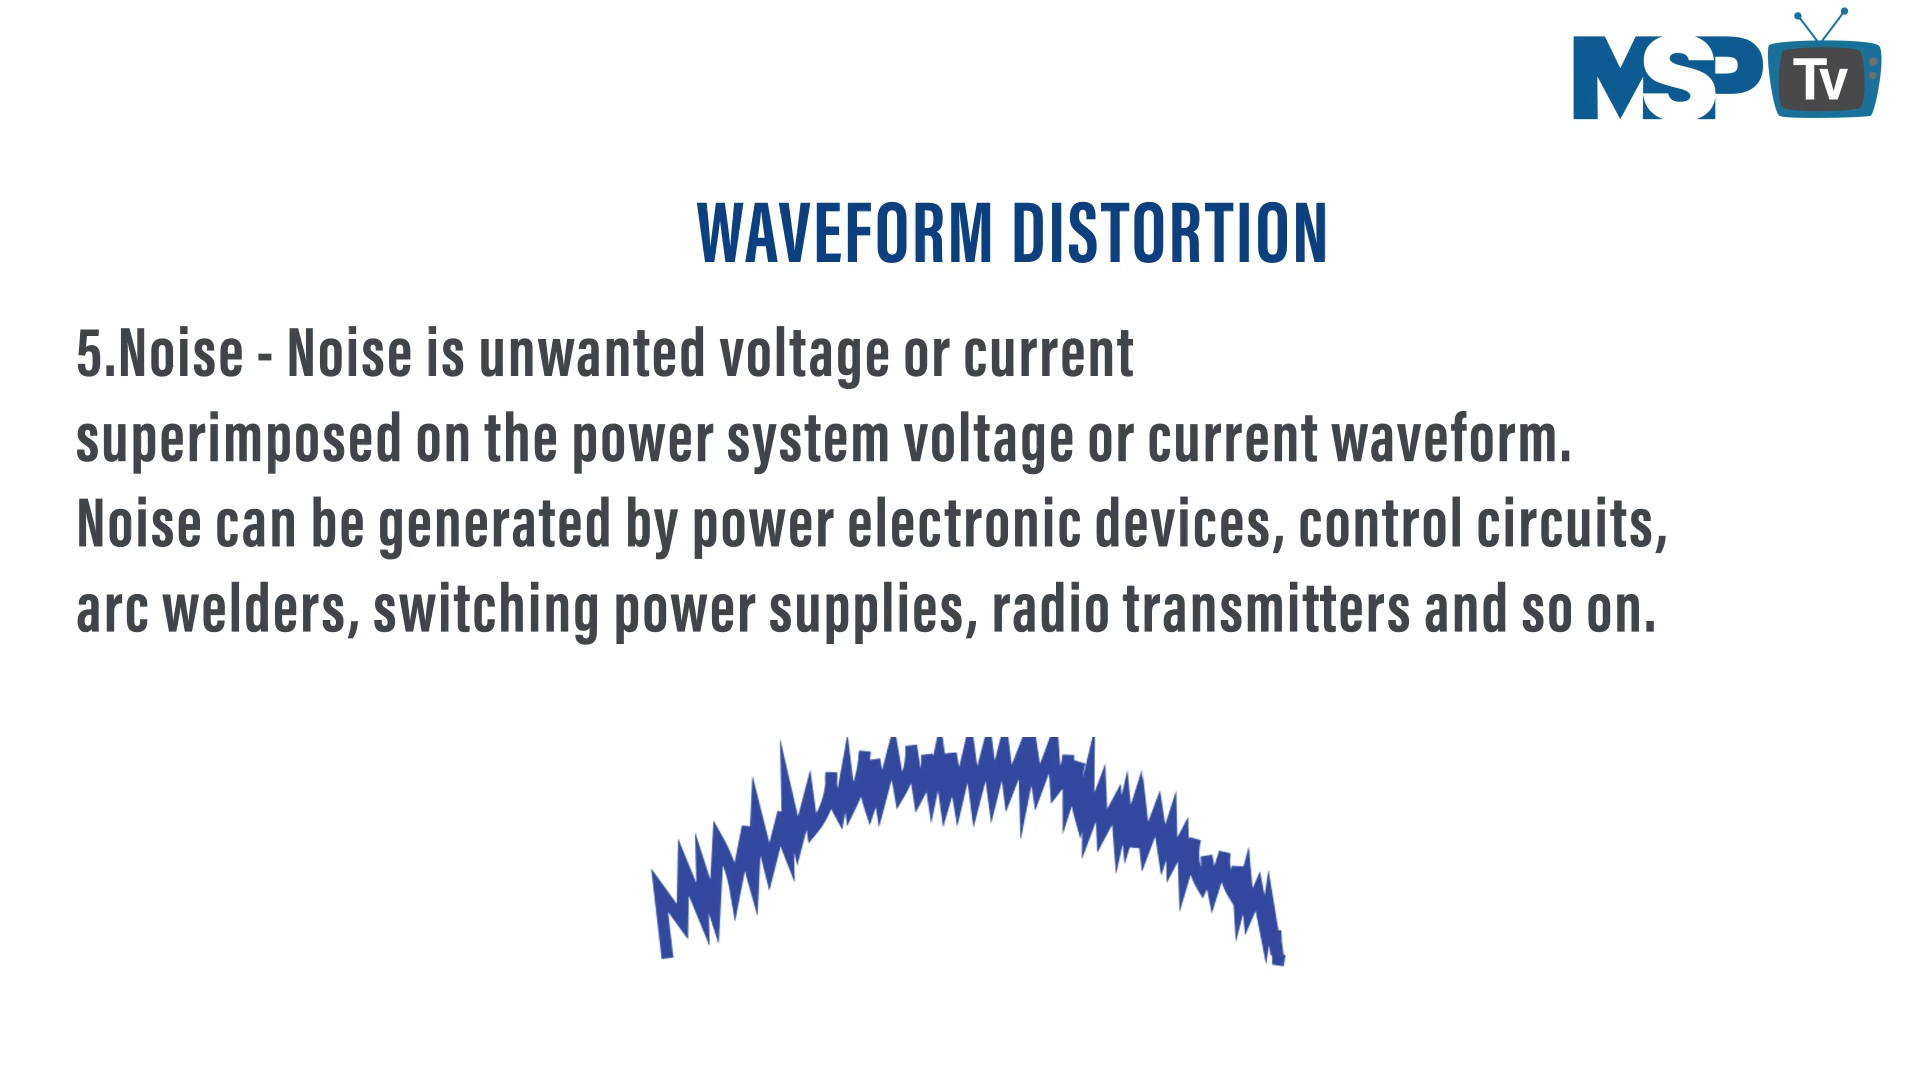 MSP Tv
WAVEFORM DISTORTION
5.Noise - Noise is unwanted voltage or current
superimposed on the power system voltage or current waveform.
Noise can be generated by power electronic devices, control circuits,
arc welders, switching power supplies, radio transmitters and so on.